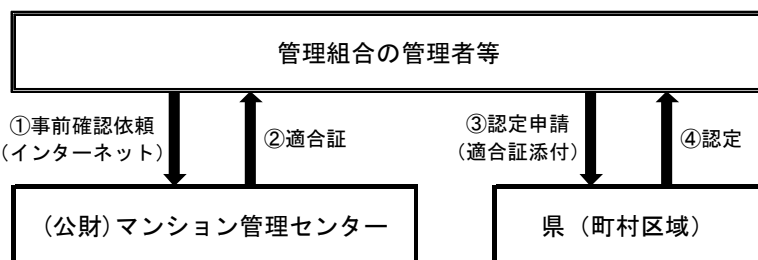 管理組合の管理者等
①事前確認依頼
（インターネット）
②適合証
③認定申請
（適合証添付）
④認定
（公財）マンション管理センター
県（町村区域）